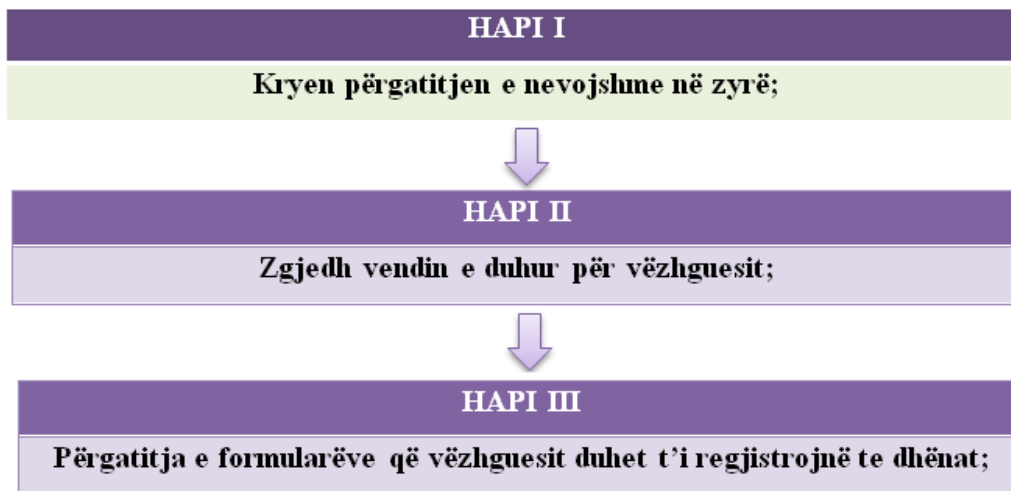 HAPI I
Kryen përgatitjen e nevojshme në zyrë;
HAPI II
Zgjedh vendin e duhur për vëzhguesit;
HAPI III
Përgatitja e formularëve që vëzhguesit duhet t’i regjistrojnë te dhënat;